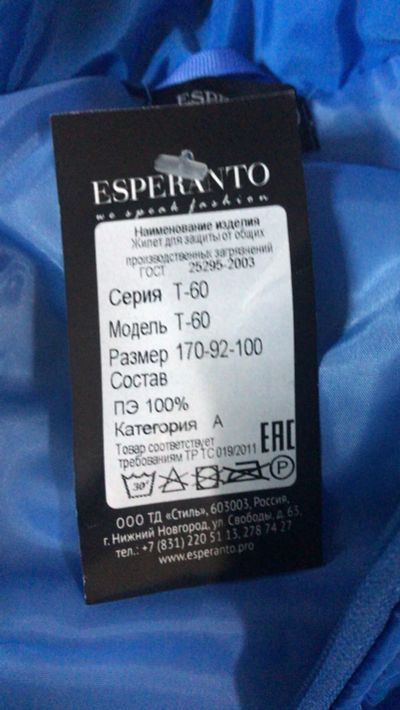 ESPE
ESPERANTO
we speak fashion
Наименование изделия
Жилет для защиты от общих
производственных загрязнений
ГОСТ 25295-2003
Серия Т-60
Модель Т-60
Размер 170-92-100
Состав
ПЭ 100%
Категория А
Товар соответствует
требованиям ТР ТС 019/2011
EAC
30° P
ООО ТД «Стиль», 603003, Россия,
г. Нижний Новгород, ул. Свободы, д. 63,
тел.: +7 (831) 220 51 13, 278 74 27
www.esperanto.pro